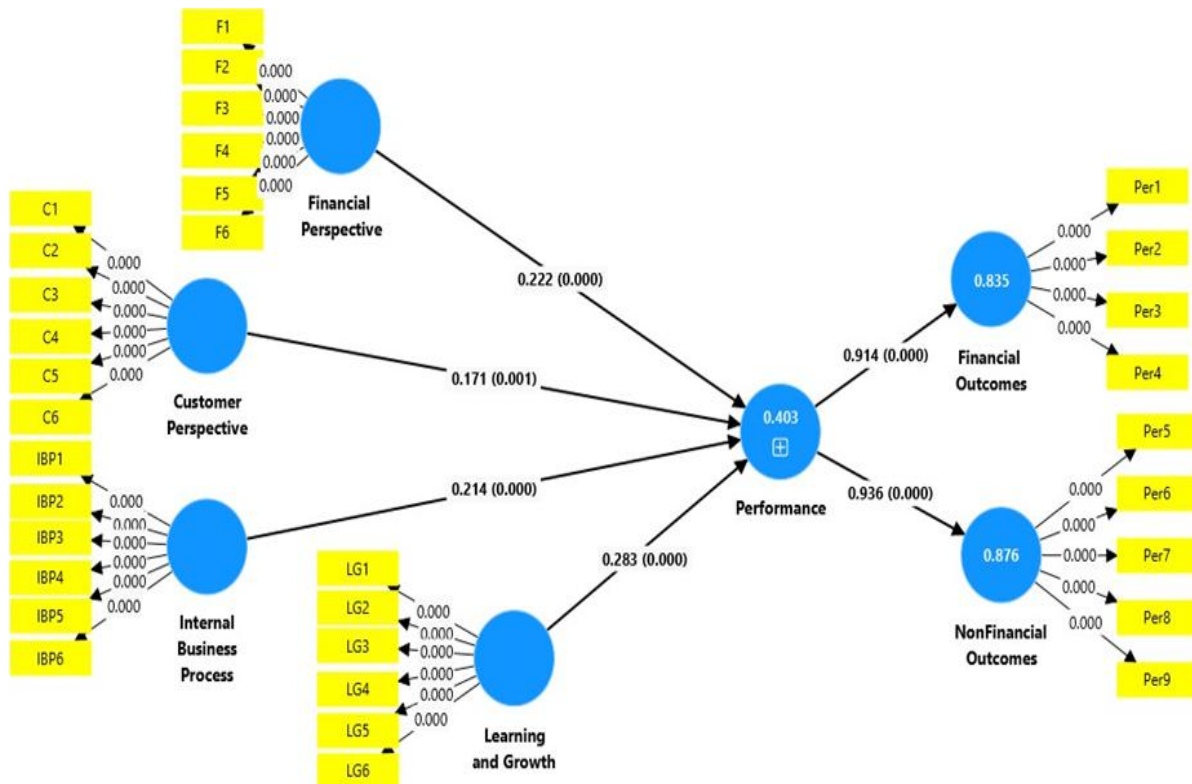 F1
F2
F3
F4
F5
F6
0.000
0.000
0.000
0.000
0.000
0.000
Financial
Perspective
C1
C2
C3
C4
C5
C6
0.000
0.000
0.000
0.000
0.000
0.000
Customer
Perspective
IBP1
IBP2
IBP3
IBP4
IBP5
IBP6
0.000
0.000
0.000
0.000
0.000
0.000
Internal
Business
Process
LG1
LG2
LG3
LG4
LG5
LG6
0.000
0.000
0.000
0.000
0.000
0.000
Learning
and Growth
0.222 (0.000)
0.171 (0.001)
0.214 (0.000)
0.283 (0.000)
0.403
Performance
0.914 (0.000)
0.936 (0.000)
0.835
Financial
Outcomes
0.000
0.000
0.000
0.000
Per1
Per2
Per3
Per4
0.876
NonFinancial
Outcomes
0.000
0.000
0.000
0.000
0.000
Per5
Per6
Per7
Per8
Per9